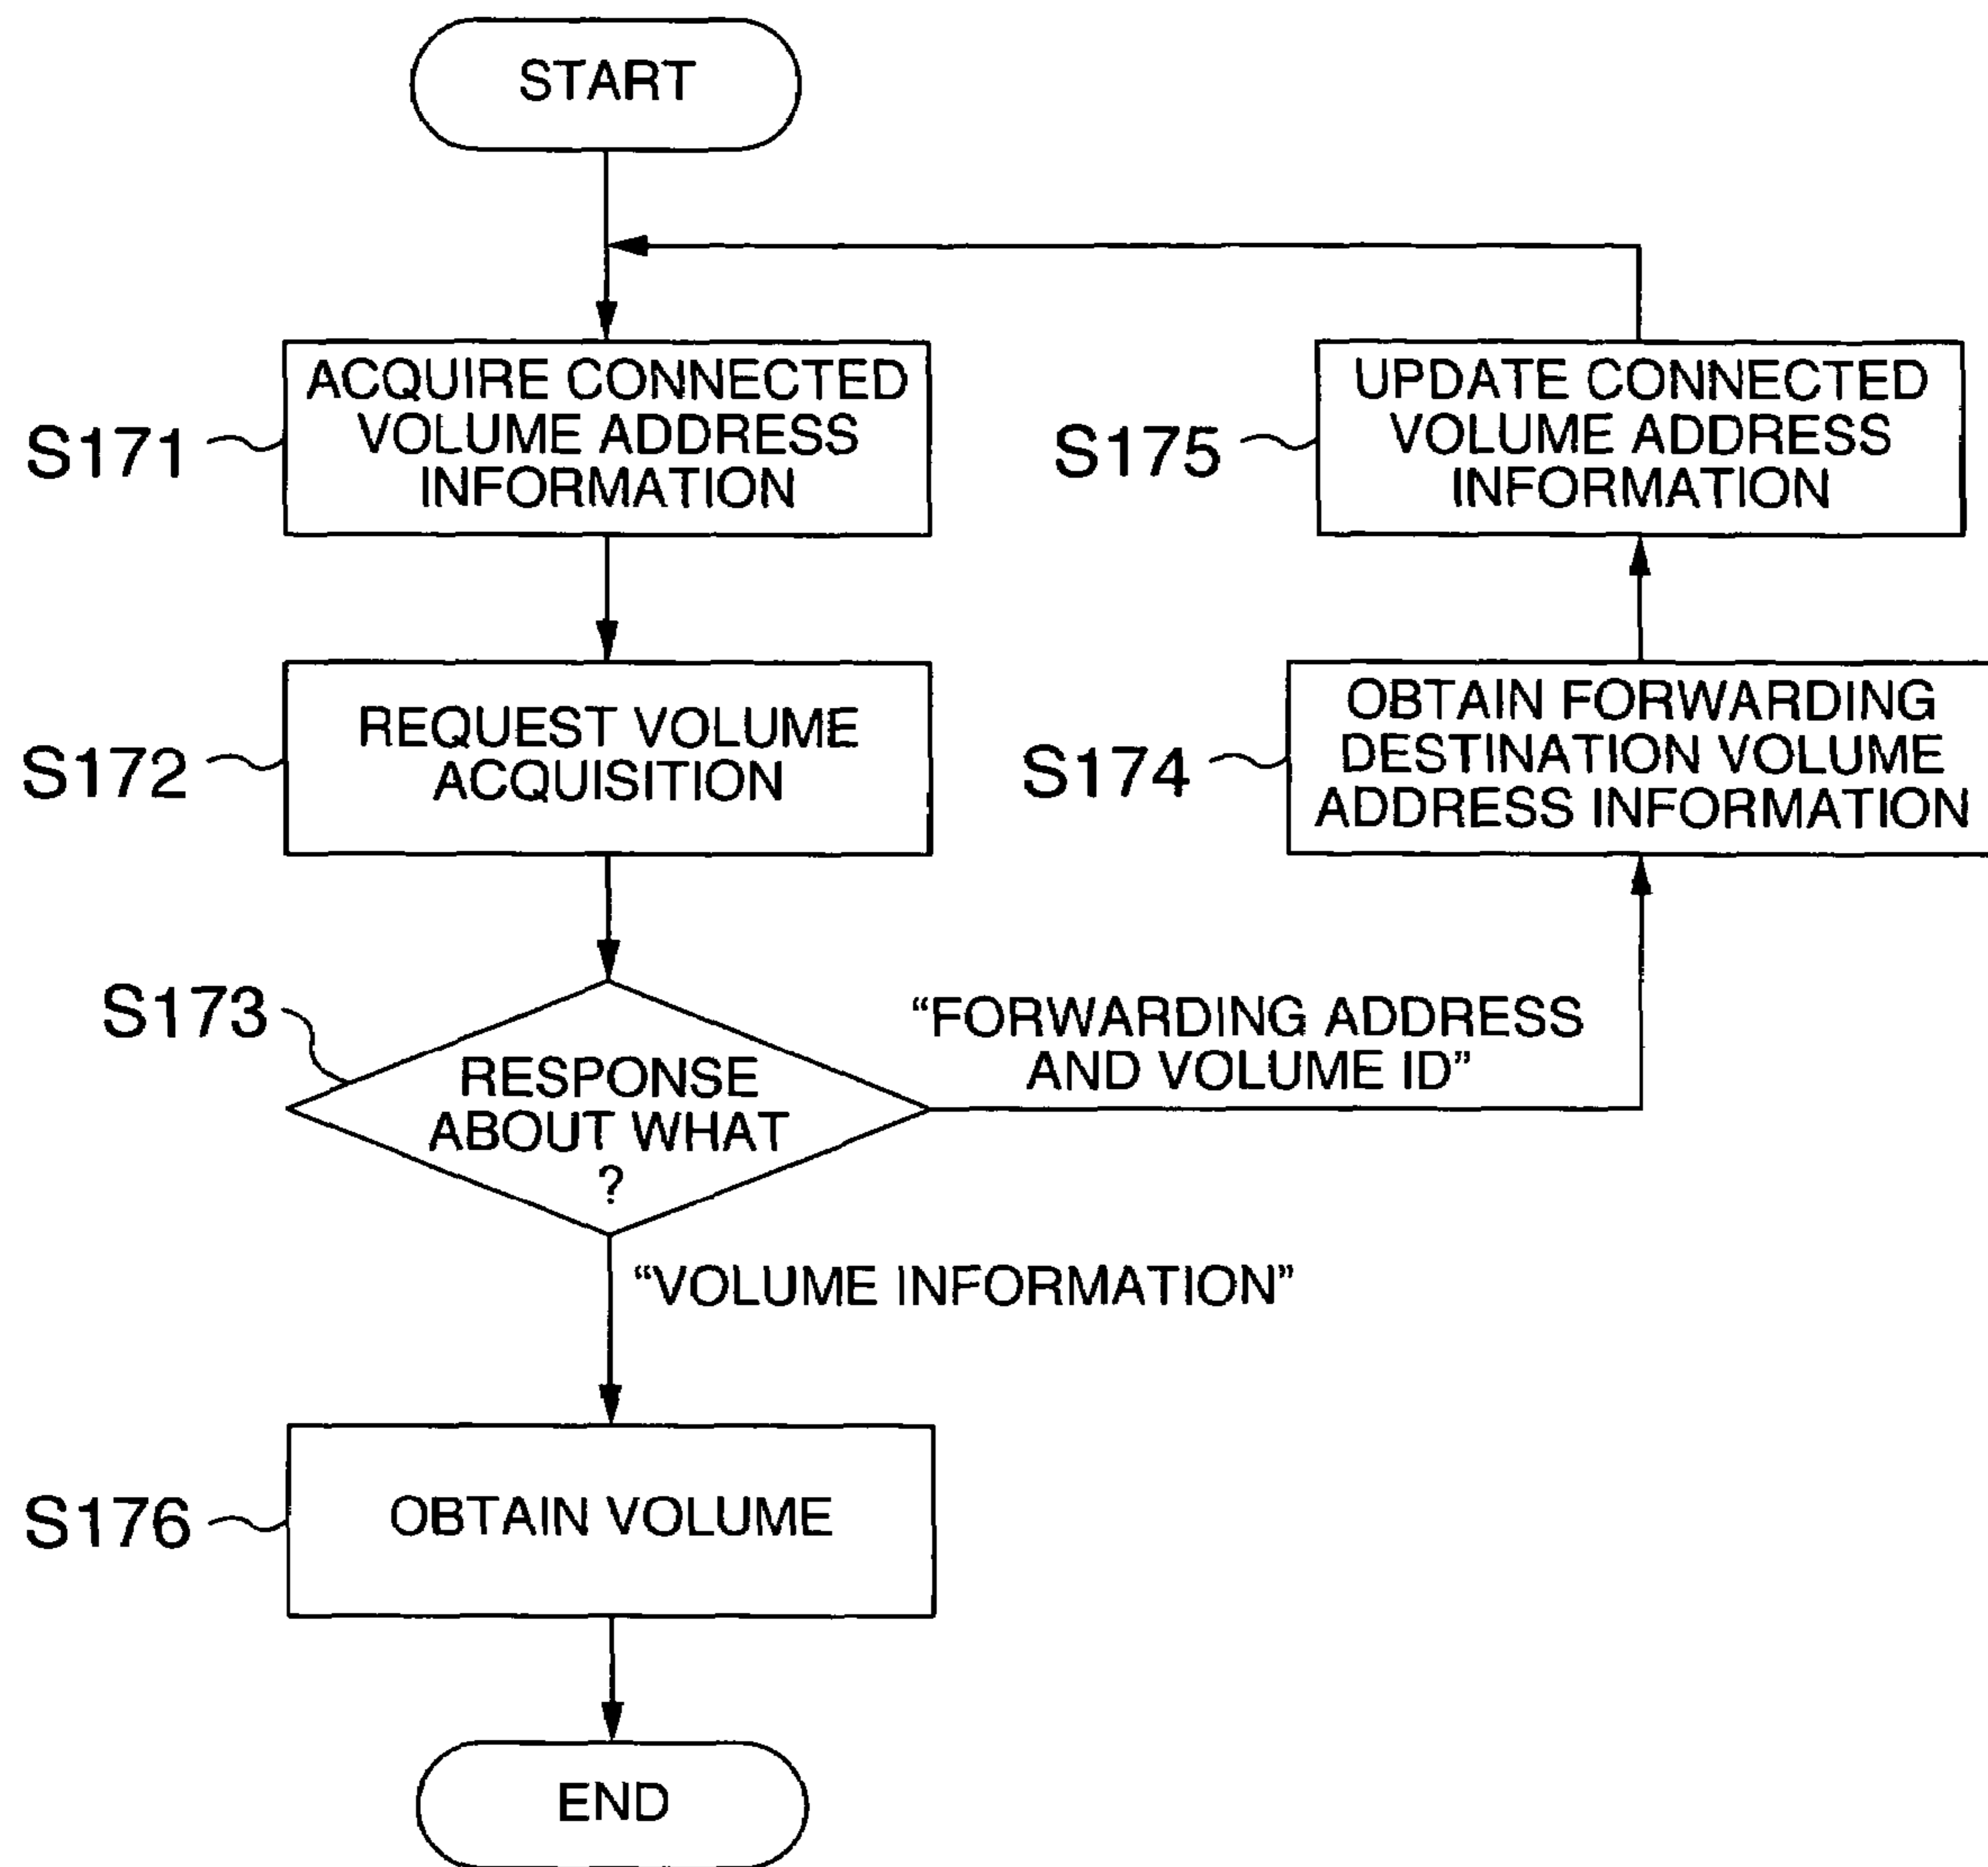 START
ACQUIRE CONNECTED
VOLUME ADDRESS
INFORMATION
S171
UPDATE CONNECTED
VOLUME ADDRESS
INFORMATION
S175
REQUEST VOLUME
ACQUISITION
S172
OBTAIN FORWARDING
DESTINATION VOLUME
ADDRESS INFORMATION
S174
S173
RESPONSE
ABOUT WHAT
?
“FORWARDING ADDRESS
AND VOLUME ID”
“VOLUME INFORMATION”
OBTAIN VOLUME
S176
END